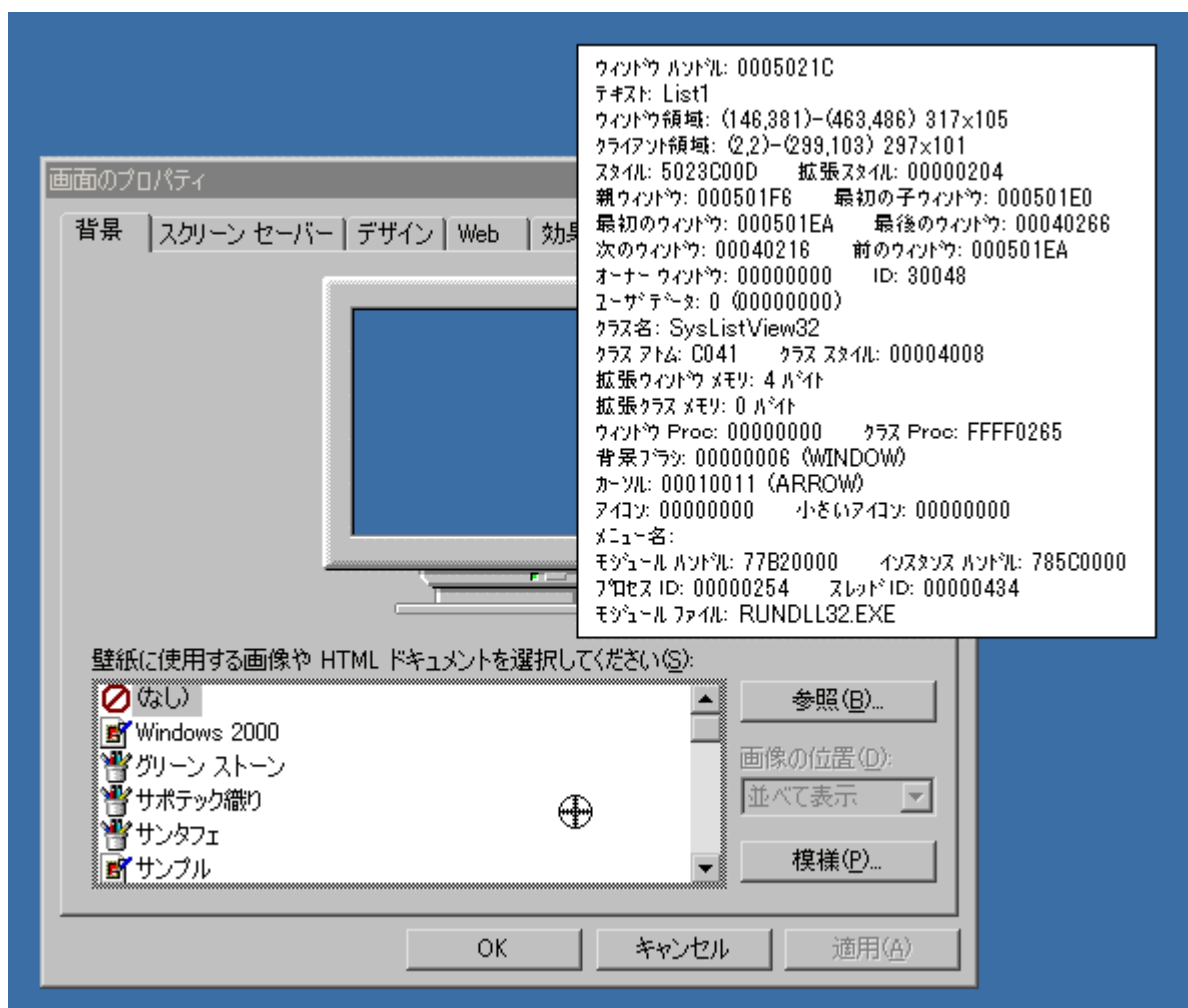 ｳｨﾝﾄﾞｳ ﾊﾝﾄﾞﾙ: 0005021C
ﾃｷｽﾄ: List1
ｳｨﾝﾄﾞｳ領域: (146,381)-(463,486) 317x105
ｸﾗｲｱﾝﾄ領域: (2,2)-(299,103) 297x101
ｽﾀｲﾙ: 5023C00D 拡張ｽﾀｲﾙ: 00000204
親ｳｨﾝﾄﾞｳ: 000501F6 最初の子ｳｨﾝﾄﾞｳ: 000501E0
最初のｳｨﾝﾄﾞｳ: 000501EA 最後のｳｨﾝﾄﾞｳ: 00040266
次のｳｨﾝﾄﾞｳ: 00040216 前のｳｨﾝﾄﾞｳ: 000501EA
ｵｰﾅｰ ｳｨﾝﾄﾞｳ: 00000000 ID: 30048
ﾕｰｻﾞﾃﾞｰﾀ: 0 (00000000)
ｸﾗｽ名: SysListView32
ｸﾗｽ ｱﾄﾑ: C041 ｸﾗｽ ｽﾀｲﾙ: 00004008
拡張ｳｨﾝﾄﾞｳ ﾒﾓﾘ: 4 ﾊﾞｲﾄ
拡張ｸﾗｽ ﾒﾓﾘ: 0 ﾊﾞｲﾄ
ｳｨﾝﾄﾞｳ Proc: 00000000 ｸﾗｽ Proc: FFFF0265
背景ﾌﾞﾗｼ: 00000006 (WINDOW)
ｶｰｿﾙ: 00010011 (ARROW)
ｱｲｺﾝ: 00000000 小さいｱｲｺﾝ: 00000000
ﾒﾆｭｰ名:
ﾓｼﾞｭｰﾙ ﾊﾝﾄﾞﾙ: 77B20000 ｲﾝｽﾀﾝｽ ﾊﾝﾄﾞﾙ: 785C0000
ﾌﾟﾛｾｽ ID: 00000254 ｽﾚｯﾄﾞ ID: 00000434
ﾓｼﾞｭｰﾙ ﾌｧｲﾙ: RUNDLL32.EXE
画面のプロパティ
背景 スクリーン セーバー デザイン Web 効果
壁紙に使用する画像や HTML ドキュメントを選択してください(S):
(なし)
Windows 2000
グリーン ストーン
サポテック織り
サンタフェ
サンプル
参照(B)...
画像の位置(D):
並べて表示
模様(P)...
OK キャンセル 適用(A)